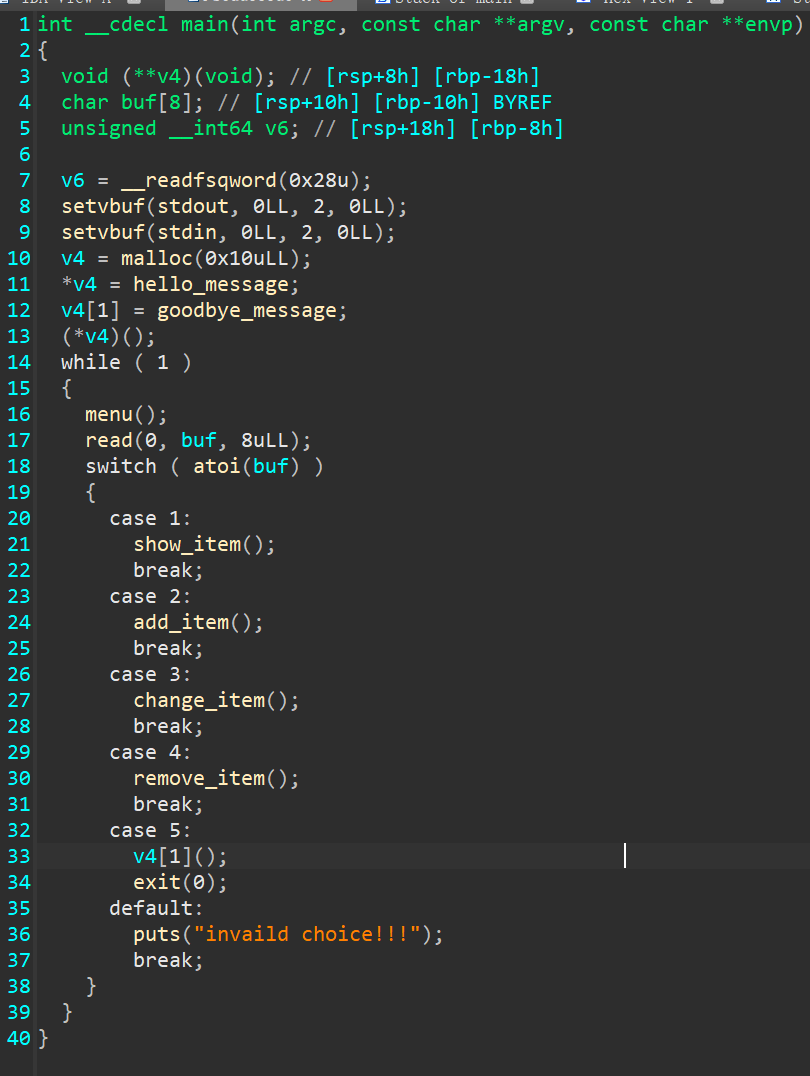 Stack of main
1 int __cdecl main(int argc, const char **argv, const char **envp)
2 {
3   void (**v4)(void); // [rsp+8h] [rbp-18h]
4   char buf[8]; // [rsp+10h] [rbp-10h] BYREF
5   unsigned __int64 v6; // [rsp+18h] [rbp-8h]
6
7   v6 = __readfsqword(0x28u);
8   setvbuf(stdout, 0LL, 2, 0LL);
9   setvbuf(stdin, 0LL, 2, 0LL);
10   v4 = malloc(0x10uLL);
11   *v4 = hello_message;
12   v4[1] = goodbye_message;
13   (*v4)();
14   while ( 1 )
15   {
16     menu();
17     read(0, buf, 8uLL);
18     switch ( atoi(buf) )
19     {
20       case 1:
21         show_item();
22         break;
23       case 2:
24         add_item();
25         break;
26       case 3:
27         change_item();
28         break;
29       case 4:
30         remove_item();
31         break;
32       case 5:
33         v4[1]();
34         exit(0);
35       default:
36         puts("invaild choice!!!");
37         break;
38     }
39   }
40 }